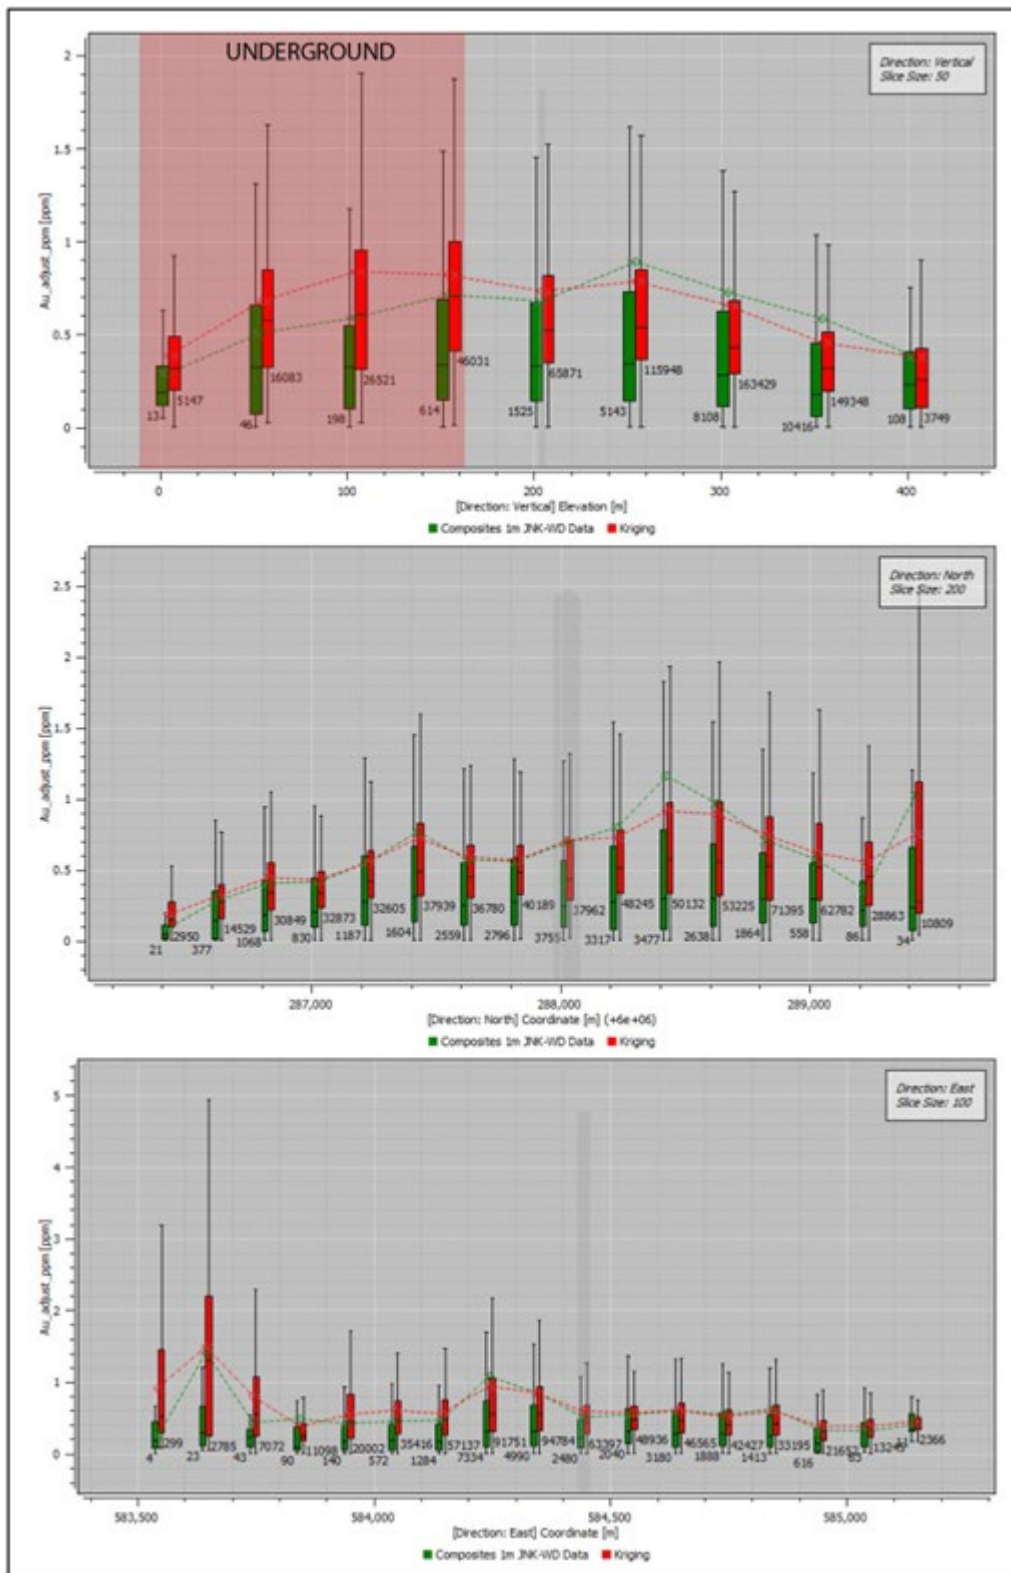 UNDERGROUND
Direction: Vertical
Slice Size: 50
2
1.5
1
0.5
0
Au_adjust_ppm [ppm]
13 5147 46 16083 198 26521 614 46031 1525 65871 5143 115948 8108 163429 10416 149348 108 3749
0 100 200 300 400
[Direction: Vertical] Elevation [m]
Composites 1m JNK-WD Data Kriging
Direction: North
Slice Size: 200
2.5
2
1.5
1
0.5
0
Au_adjust_ppm [ppm]
21 2950 377 14529 1068 30849 830 32873 1187 32605 1604 37939 2559 36780 2796 40189 3755 37962 3317 48245 3477 50132 2638 53225 1864 71395 558 62782 86 28863 34 10809
287,000 288,000 289,000
[Direction: North] Coordinate [m] (+6e+06)
Composites 1m JNK-WD Data Kriging
Direction: East
Slice Size: 100
5
4
3
2
1
0
Au_adjust_ppm [ppm]
4 299 23 2785 43 7072 90 11098 140 20002 572 35416 1284 57137 7334 91751 4990 94784 2480 63397 2040 48936 3180 46565 1888 42427 1413 33195 616 21652 83 13245 11 2366
583,500 584,000 584,500 585,000
[Direction: East] Coordinate [m]
Composites 1m JNK-WD Data Kriging